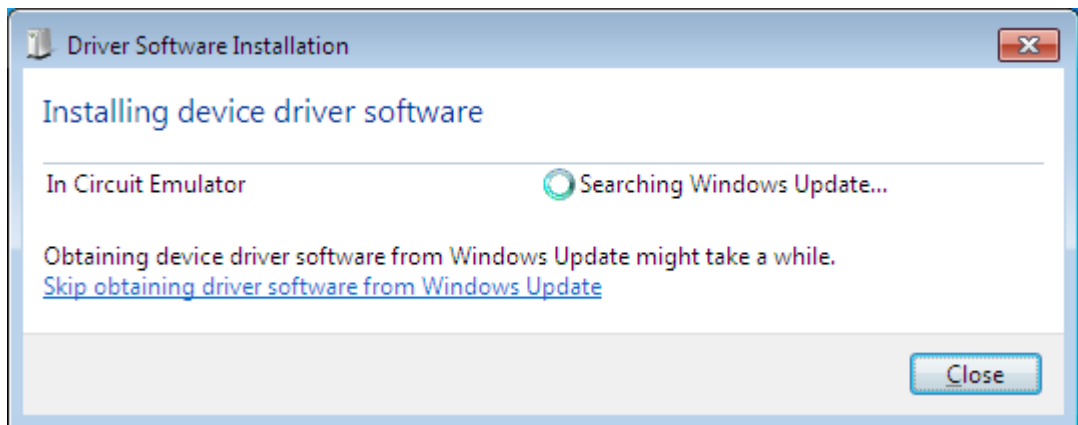 Driver Software Installation
Installing device driver software
In Circuit Emulator Searching Windows Update...
Obtaining device driver software from Windows Update might take a while.
Skip obtaining driver software from Windows Update
Close